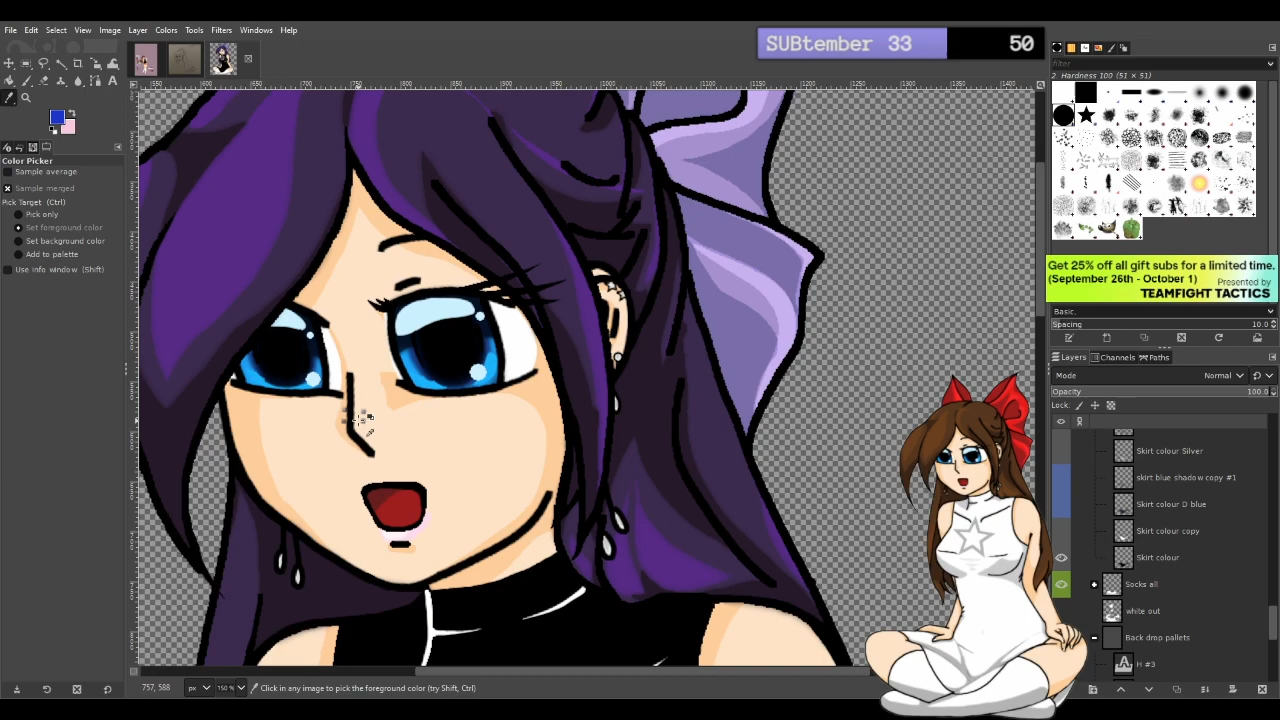 File Edit Select View Image Layer Colors Tools Filters Windows Help
SUBtember 33 50
filter
2. Hardness 100 (51 × 51)
Color Picker
Sample average
Sample merged
Pick Target (Ctrl)
Pick only
Set foreground color
Set background color
Add to palette
Use info window (Shift)
Get 25% off all gift subs for a limited time.
(September 26th - October 1) Presented by
TEAMFIGHT TACTICS
Basic,
Spacing 10.0
Layers Channels Paths
Mode Normal
Opacity 100.0
Lock:
Skirt colour Silver
skirt blue shadow copy #1
Skirt colour D blue
Skirt colour copy
Skirt colour
Socks all
white out
Back drop pallets
H #3
757, 588 px 150 % Click in any image to pick the foreground color (try Shift, Ctrl)